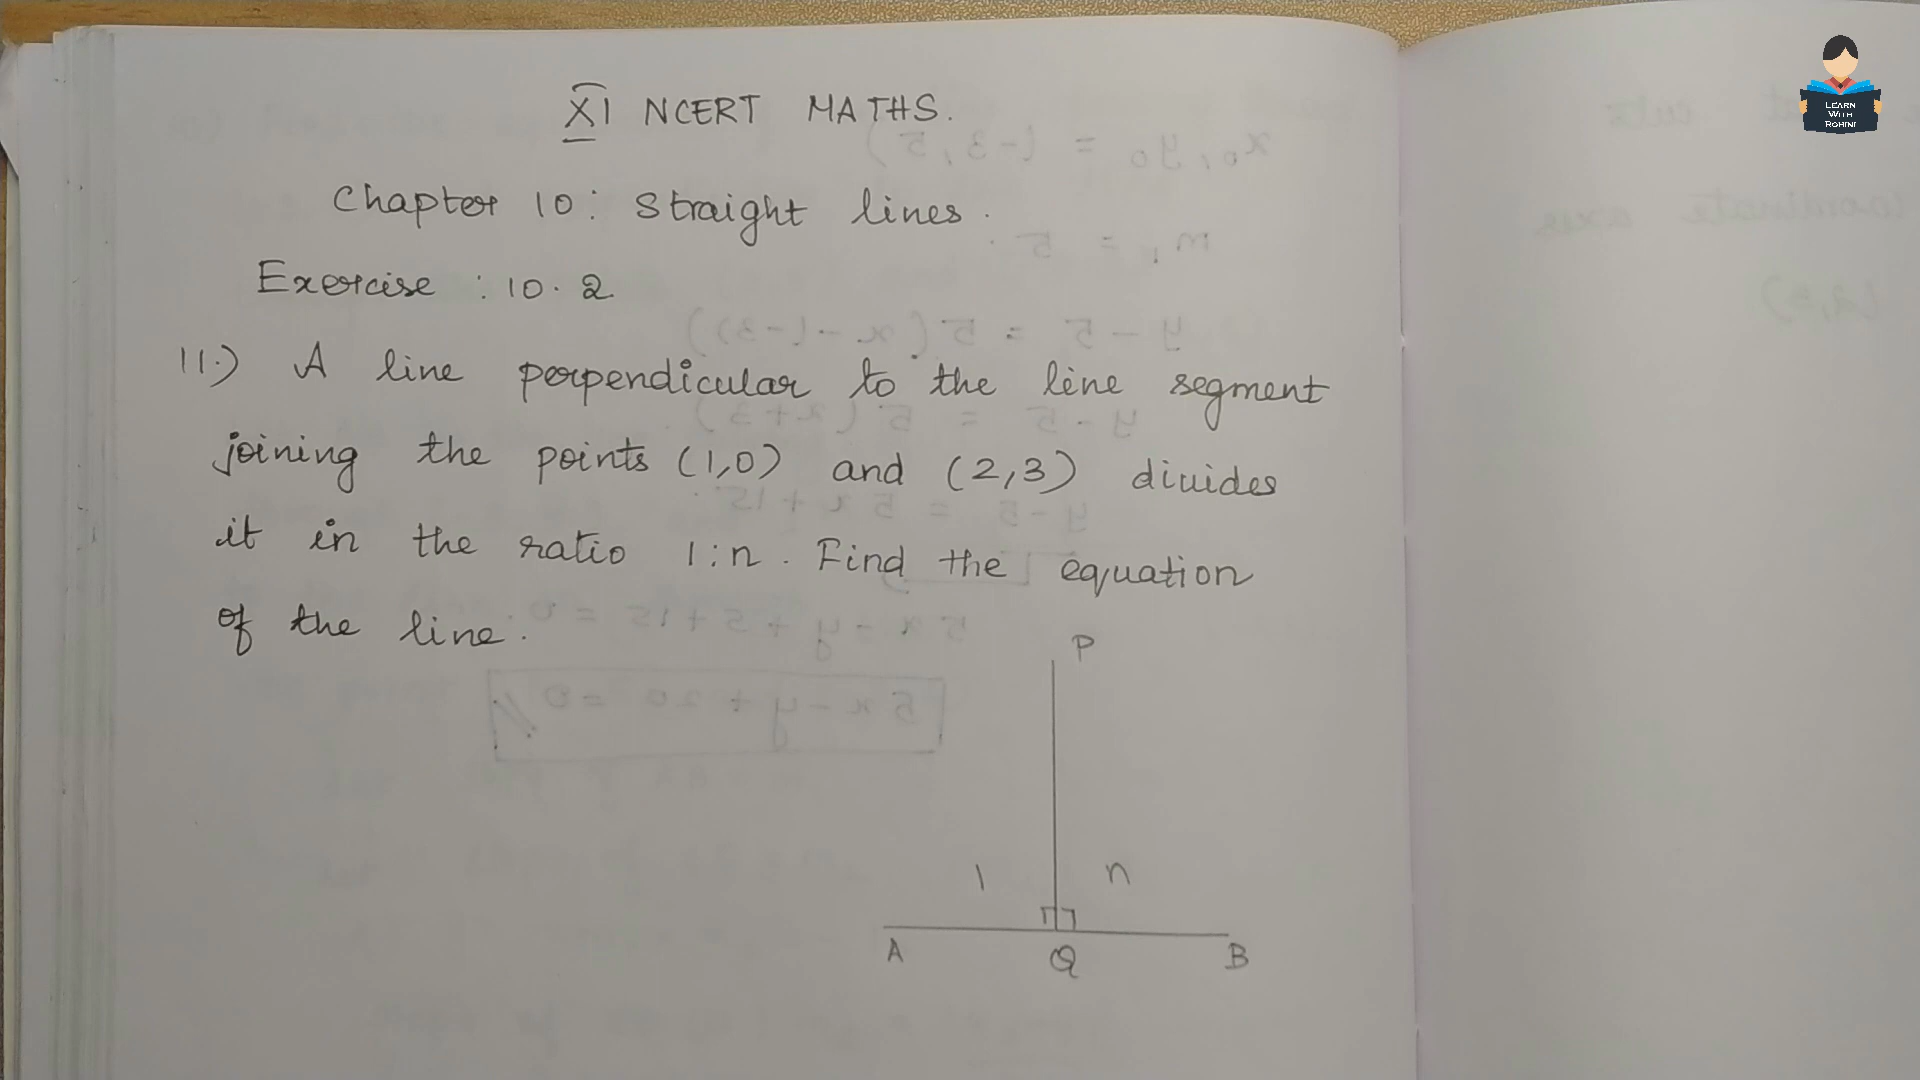 XI NCERT MATHS.
Chapter 10: Straight lines.
Exercise : 10.2
11.) A line perpendicular to the line segment
joining the points (1,0) and (2,3) divides
it in the ratio 1:n. Find the equation
of the line.
P
1 n
A Q B
LEARN
WITH
ROHINI